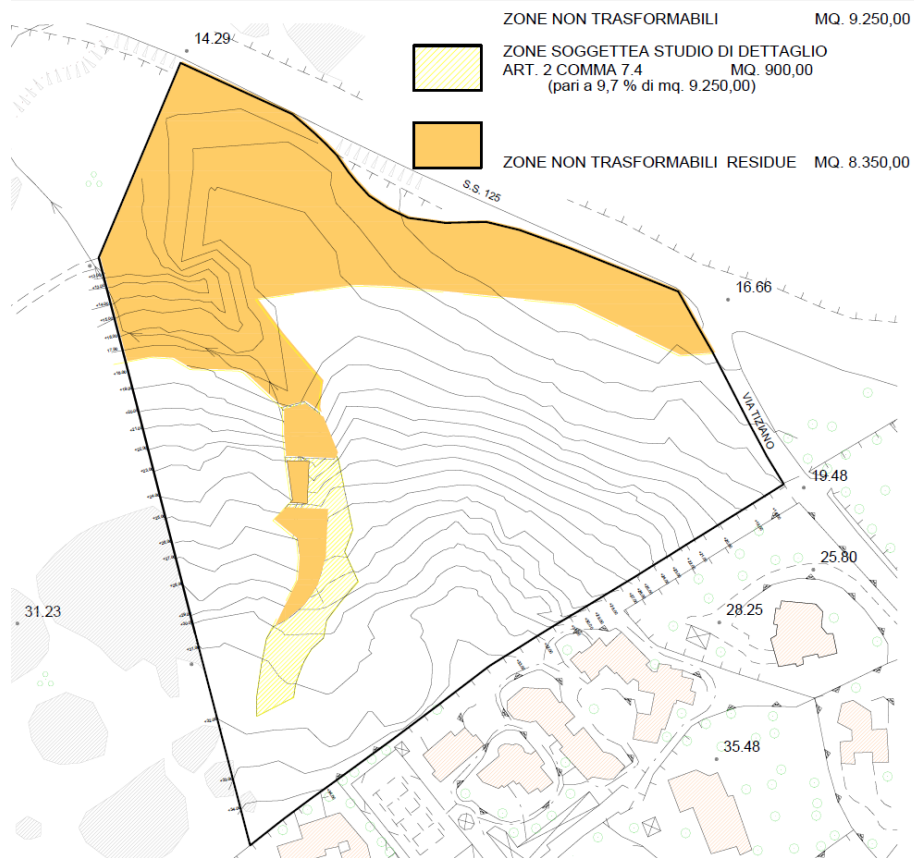 ZONE NON TRASFORMABILI MQ. 9.250,00
ZONE SOGGETTEA STUDIO DI DETTAGLIO
ART. 2 COMMA 7.4 MQ. 900,00
(pari a 9,7 % di mq. 9.250,00)
ZONE NON TRASFORMABILI RESIDUE MQ. 8.350,00
14.29
S.S. 125
16.66
VIA TIZIANO
19.48
25.80
28.25
31.23
35.48